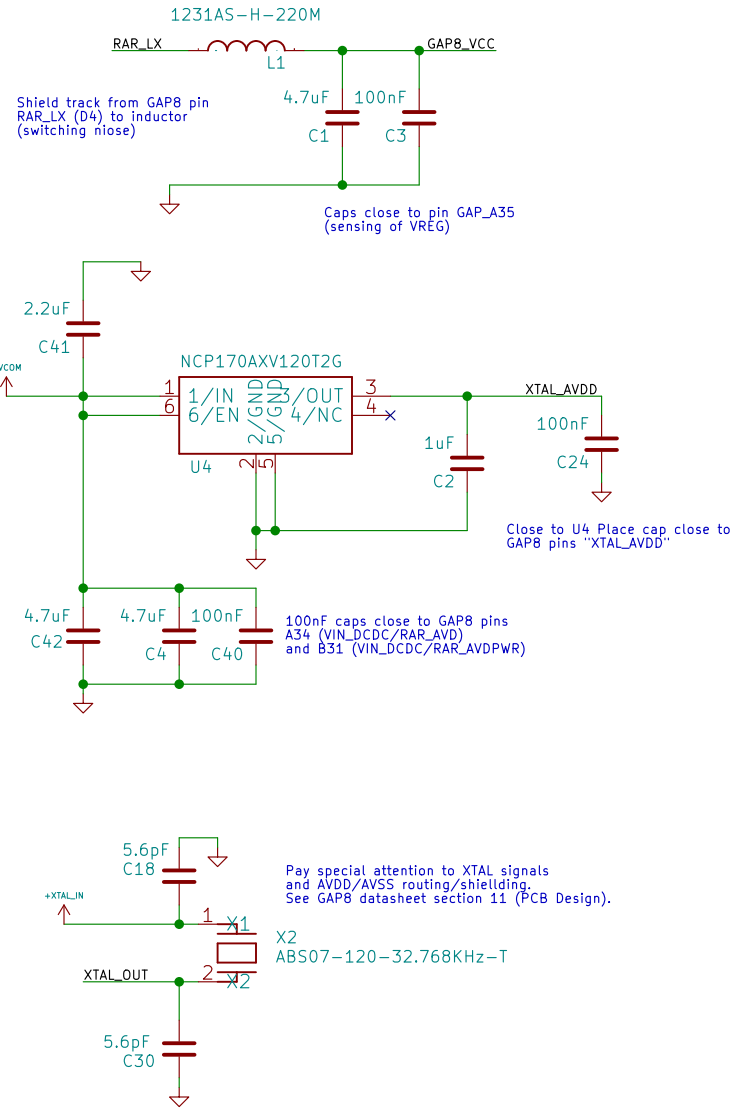 1231AS-H-220M
RAR_LX
GAP8_VCC
L1
Shield track from GAP8 pin
RAR_LX (D4) to inductor
(switching niose)
4.7uF
100nF
C1
C3
Caps close to pin GAP_A35
(sensing of VREG)
2.2uF
C41
VCOM
NCP170AXV120T2G
1
6
1/IN
6/EN
2/GND
5/GND
3/OUT
4/NC
3
4
2
5
U4
XTAL_AVDD
1uF
C2
100nF
C24
Close to U4 Place cap close to
GAP8 pins "XTAL_AVDD"
4.7uF
C42
4.7uF
C4
100nF
C40
100nF caps close to GAP8 pins
A34 (VIN_DCDC/RAR_AVD)
and B31 (VIN_DCDC/RAR_AVDPWR)
5.6pF
C18
+XTAL_IN
Pay special attention to XTAL signals
and AVDD/AVSS routing/shiellding.
See GAP8 datasheet section 11 (PCB Design).
1
X1
X2
ABS07-120-32.768KHz-T
XTAL_OUT
2
X2
5.6pF
C30